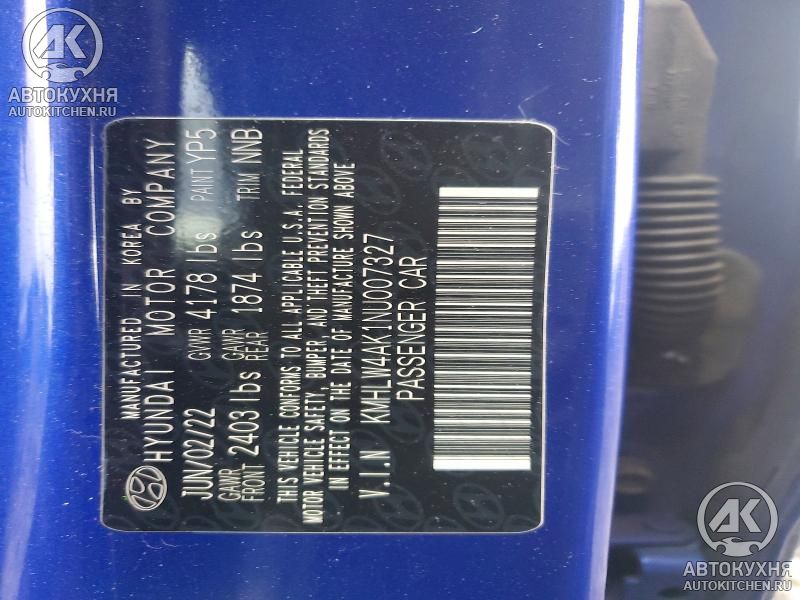 АК
АВТОКУХНЯ
AUTOKITCHEN.RU
MANUFACTURED IN KOREA BY
HYUNDAI MOTOR COMPANY
JUN/02/22 GVWR 4178 lbs PAINT YP5
GAWR FRONT 2403 lbs GAWR REAR 1874 lbs TRIM NNB
THIS VEHICLE CONFORMS TO ALL APPLICABLE U.S.A. FEDERAL
MOTOR VEHICLE SAFETY, BUMPER, AND THEFT PREVENTION STANDARDS
IN EFFECT ON THE DATE OF MANUFACTURE SHOWN ABOVE
V.I.N KMHLW4AK1NU007327
PASSENGER CAR
АК
АВТОКУХНЯ
AUTOKITCHEN.RU